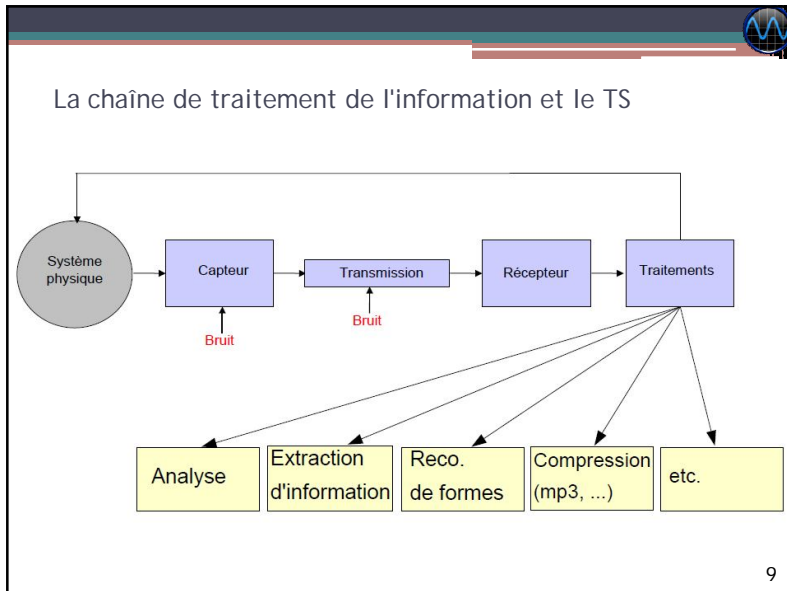 La chaîne de traitement de l'information et le TS
Système
physique
Capteur
Transmission
Récepteur
Traitements
Bruit
Bruit
Analyse
Extraction
d'information
Reco.
de formes
Compression
(mp3, ...)
etc.
9